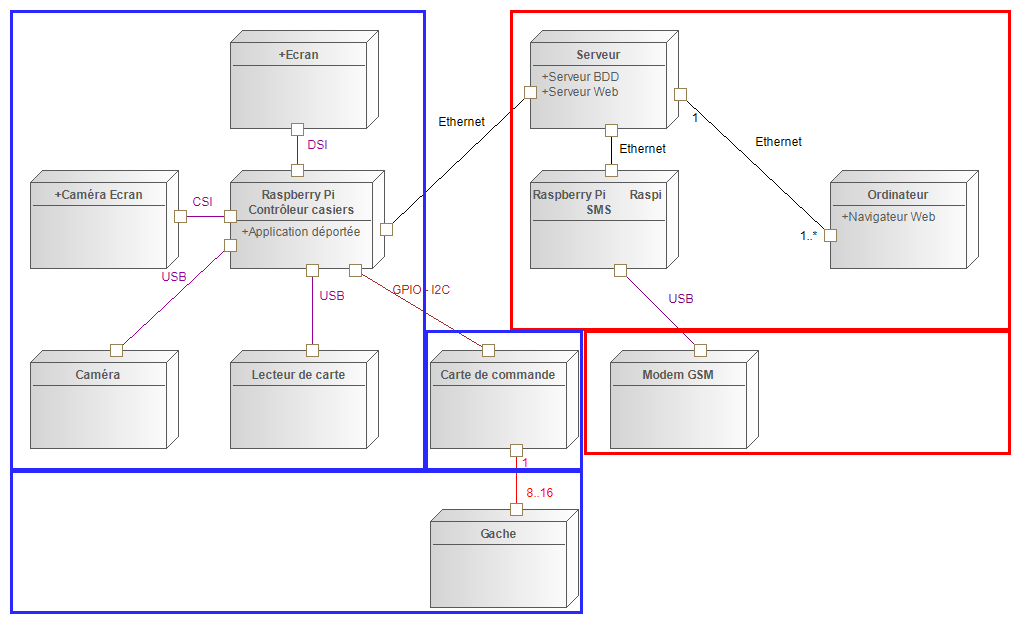 +Ecran
Serveur
+Serveur BDD
+Serveur Web
Ethernet
1
Ethernet
DSI
Ethernet
+Caméra Ecran
CSI
Raspberry Pi
Contrôleur casiers
+Application déportée
Raspberry Pi Raspi
SMS
Ordinateur
+Navigateur Web
1..*
USB
USB
GPIO - I2C
USB
Caméra
Lecteur de carte
Carte de commande
Modem GSM
1
8..16
Gache